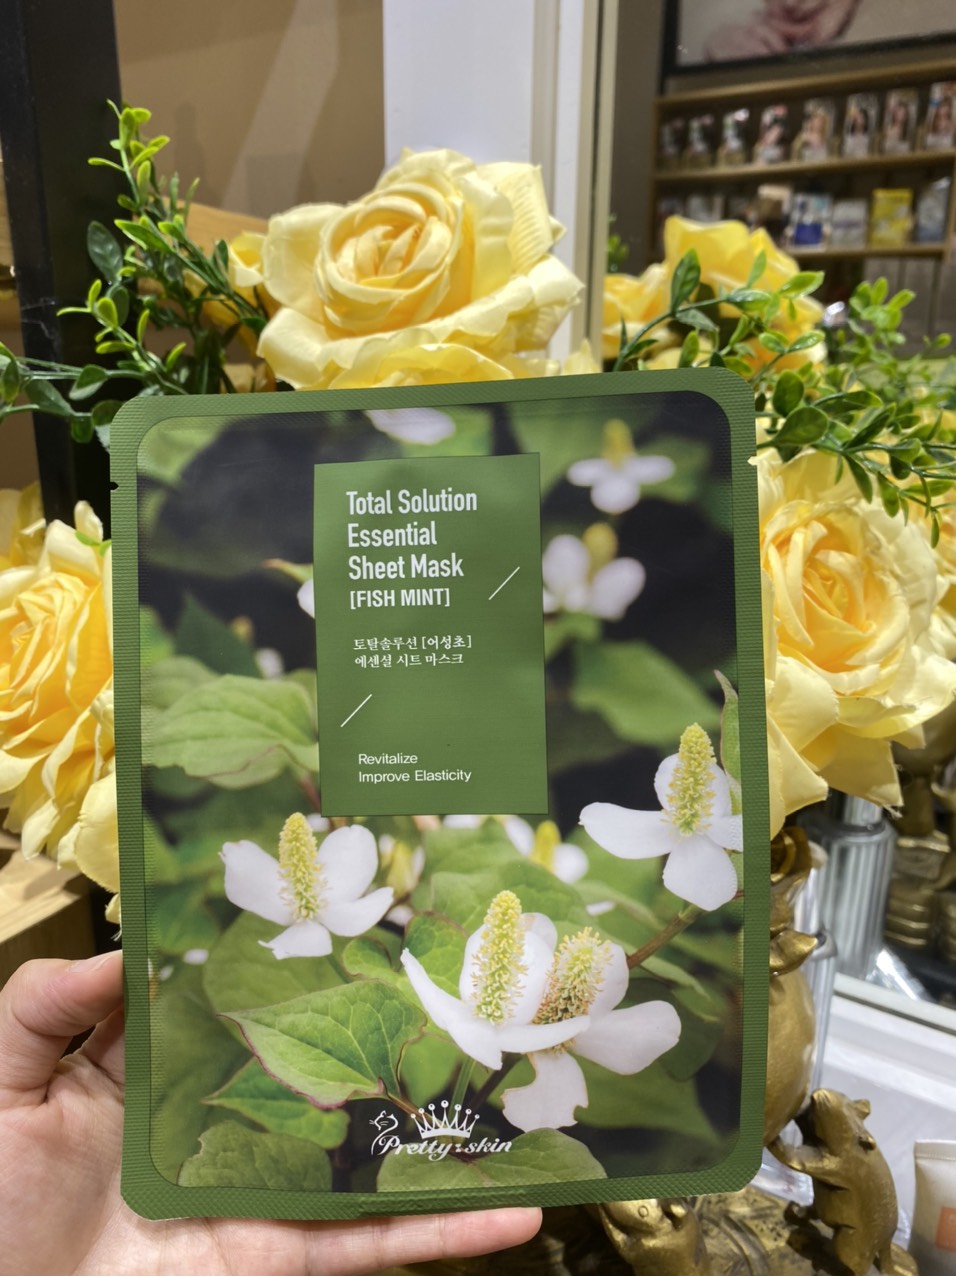 Total Solution
Essential
Sheet Mask
[FISH MINT]
토탈솔루션 [어성초]
에센셜 시트 마스크
Revitalize
Improve Elasticity
Pretty skin